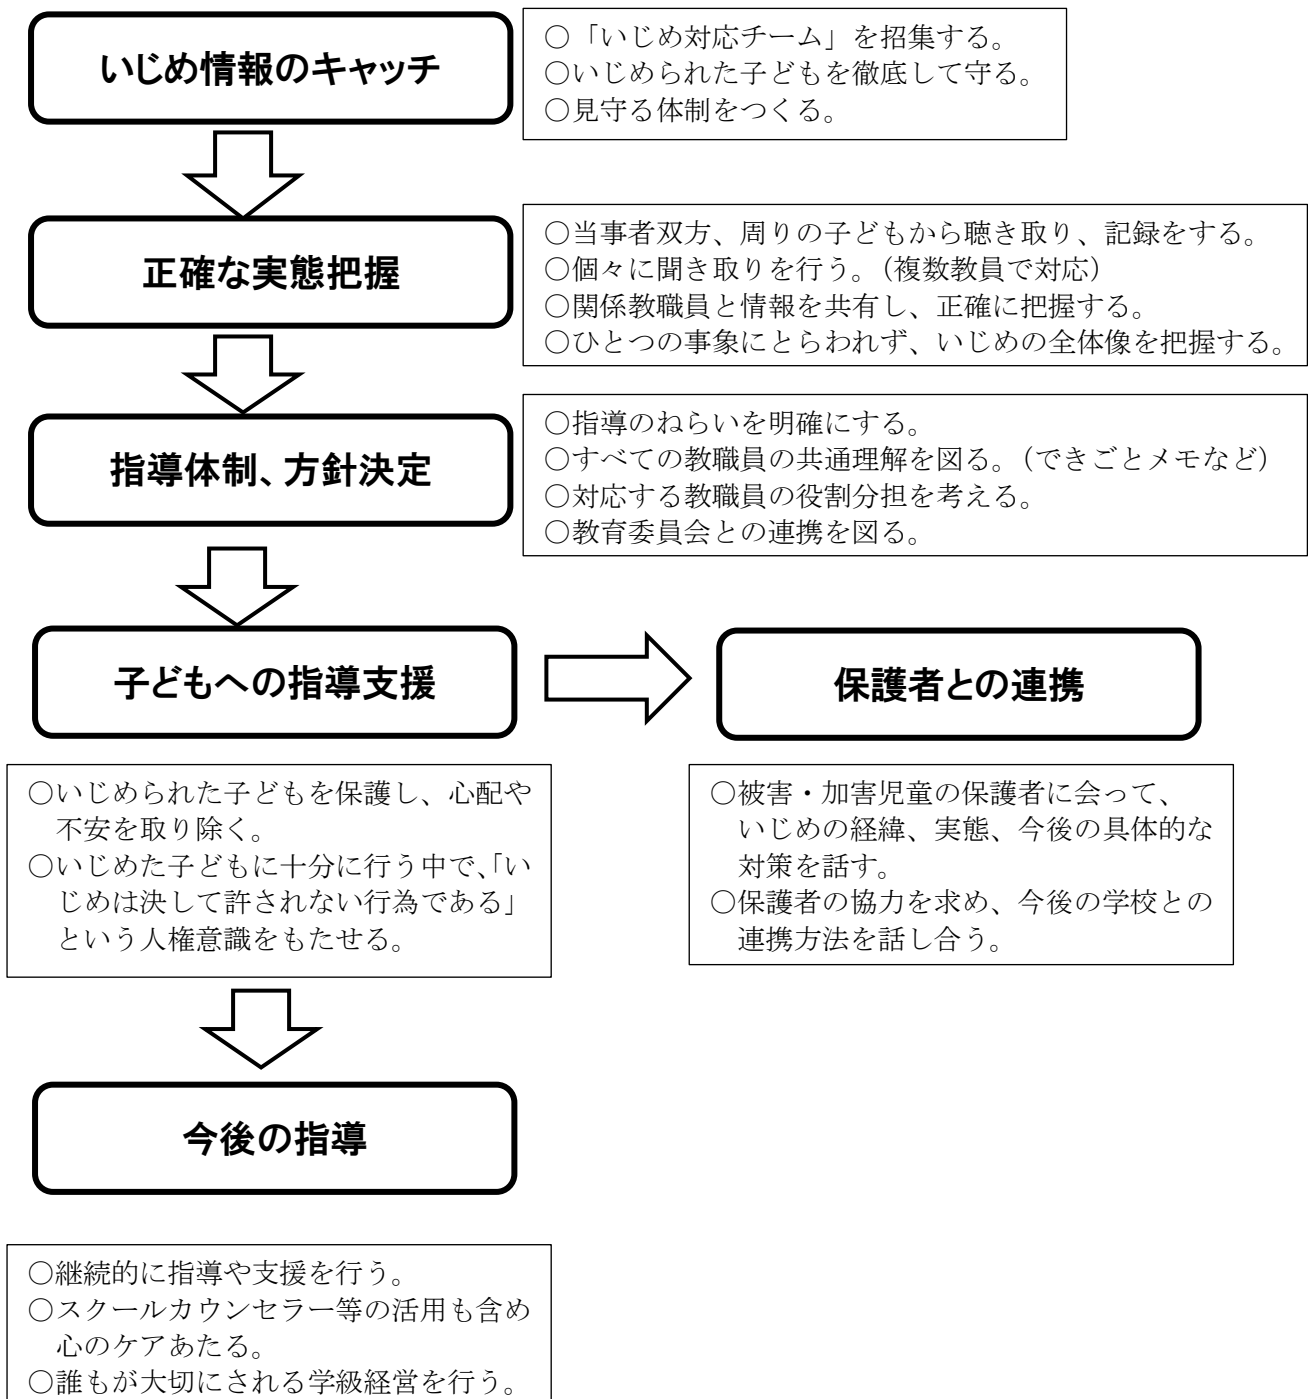 いじめ情報のキャッチ
○「いじめ対応チーム」を招集する。
○いじめられた子どもを徹底して守る。
○見守る体制をつくる。
正確な実態把握
○当事者双方、周りの子どもから聴き取り、記録をする。
○個々に聞き取りを行う。（複数教員で対応）
○関係教職員と情報を共有し、正確に把握する。
○ひとつの事象にとらわれず、いじめの全体像を把握する。
指導体制、方針決定
○指導のねらいを明確にする。
○すべての教職員の共通理解を図る。（できごとメモなど）
○対応する教職員の役割分担を考える。
○教育委員会との連携を図る。
子どもへの指導支援
保護者との連携
○いじめられた子どもを保護し、心配や
不安を取り除く。
○いじめた子どもに十分に行う中で、「い
じめは決して許されない行為である」
という人権意識をもたせる。
○被害・加害児童の保護者に会って、
いじめの経緯、実態、今後の具体的な
対策を話す。
○保護者の協力を求め、今後の学校との
連携方法を話し合う。
今後の指導
○継続的に指導や支援を行う。
○スクールカウンセラー等の活用も含め
心のケアあたる。
○誰もが大切にされる学級経営を行う。